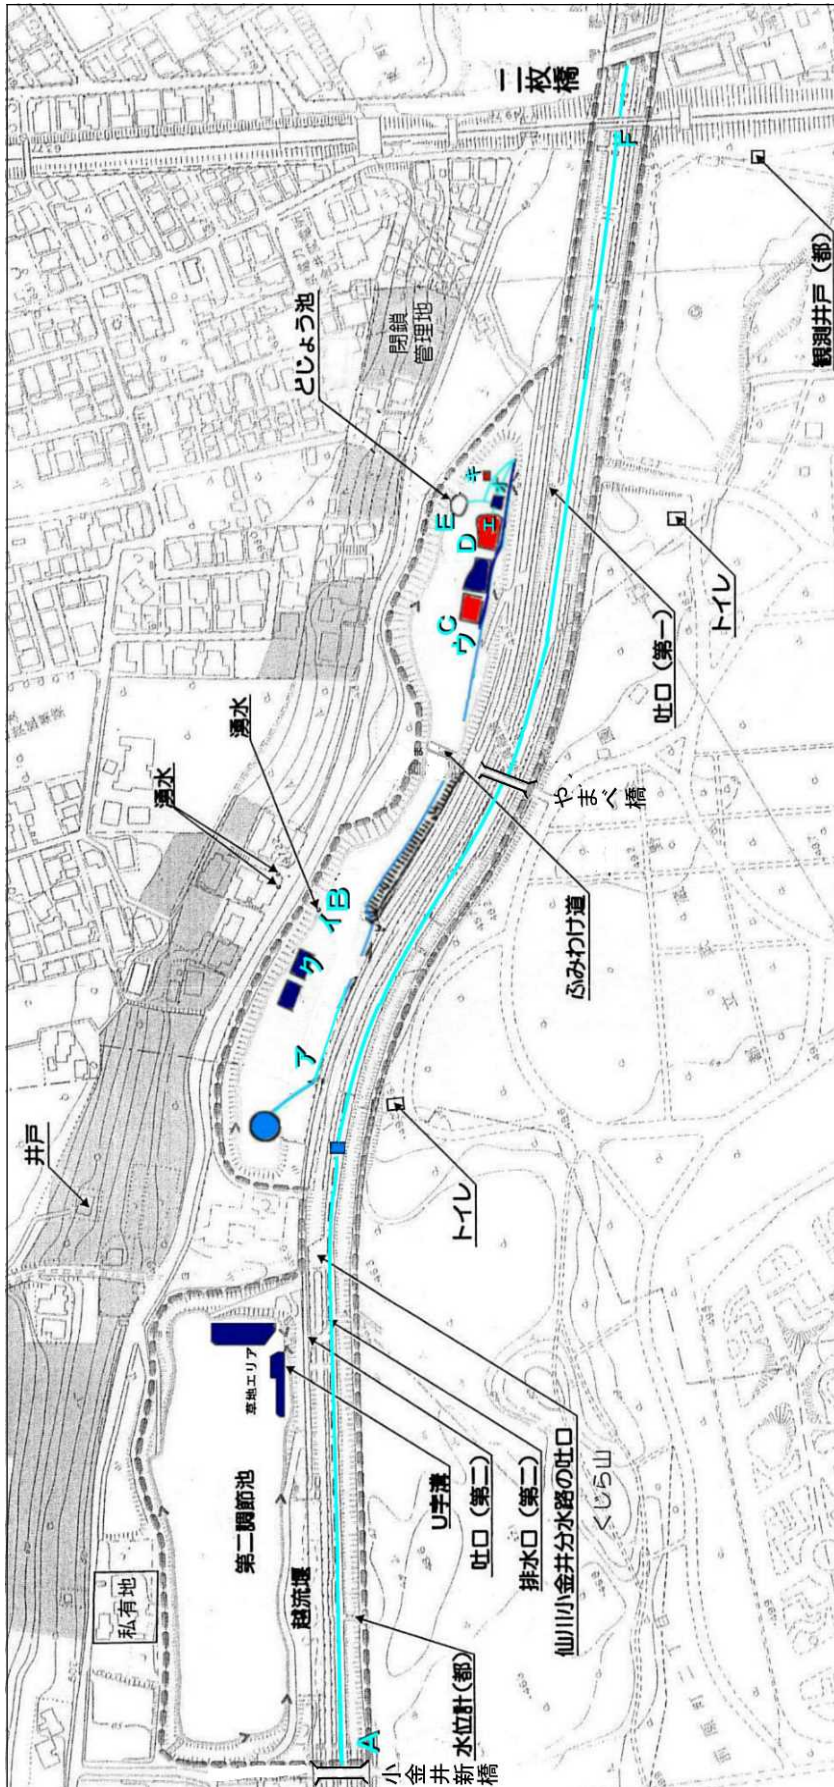 二枚橋
F
観測井戸（都）
閉鎖
管理地
どじょう池
キ
オ
E
エ
D
C
ウ
トイレ
吐口（第一）
湧水
湧水
やまべ橋
B
イ
ク
ふみわけ道
ア
井戸
トイレ
草地エリア
第二調節池
U字溝
吐口（第二）
排水口（第二）
仙川小金井分水路の吐口
くじら山
私有地
越流堰
水位計(都)
A
小金井新橋